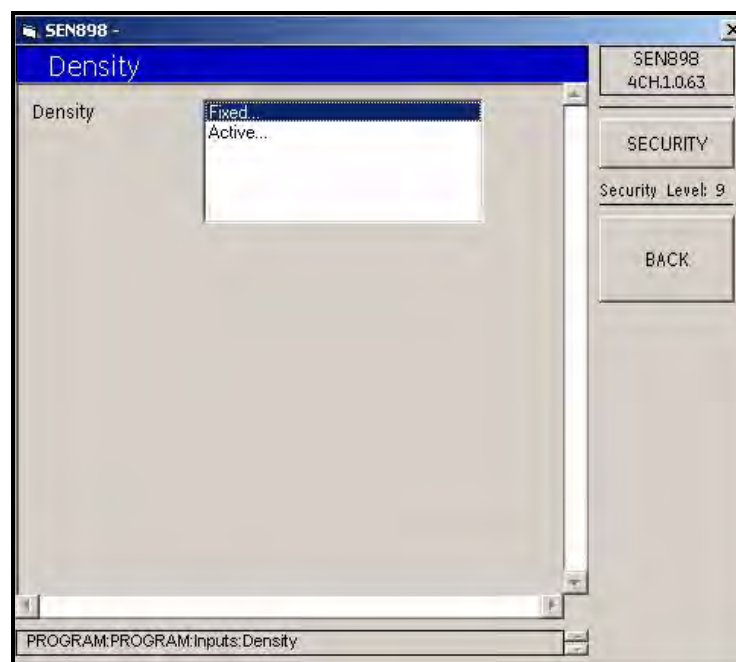 SEN898 -
Density
SEN898
4CH.1.0.63
Density
Fixed...
Active...
SECURITY
Security Level: 9
BACK
PROGRAM:PROGRAM:Inputs:Density